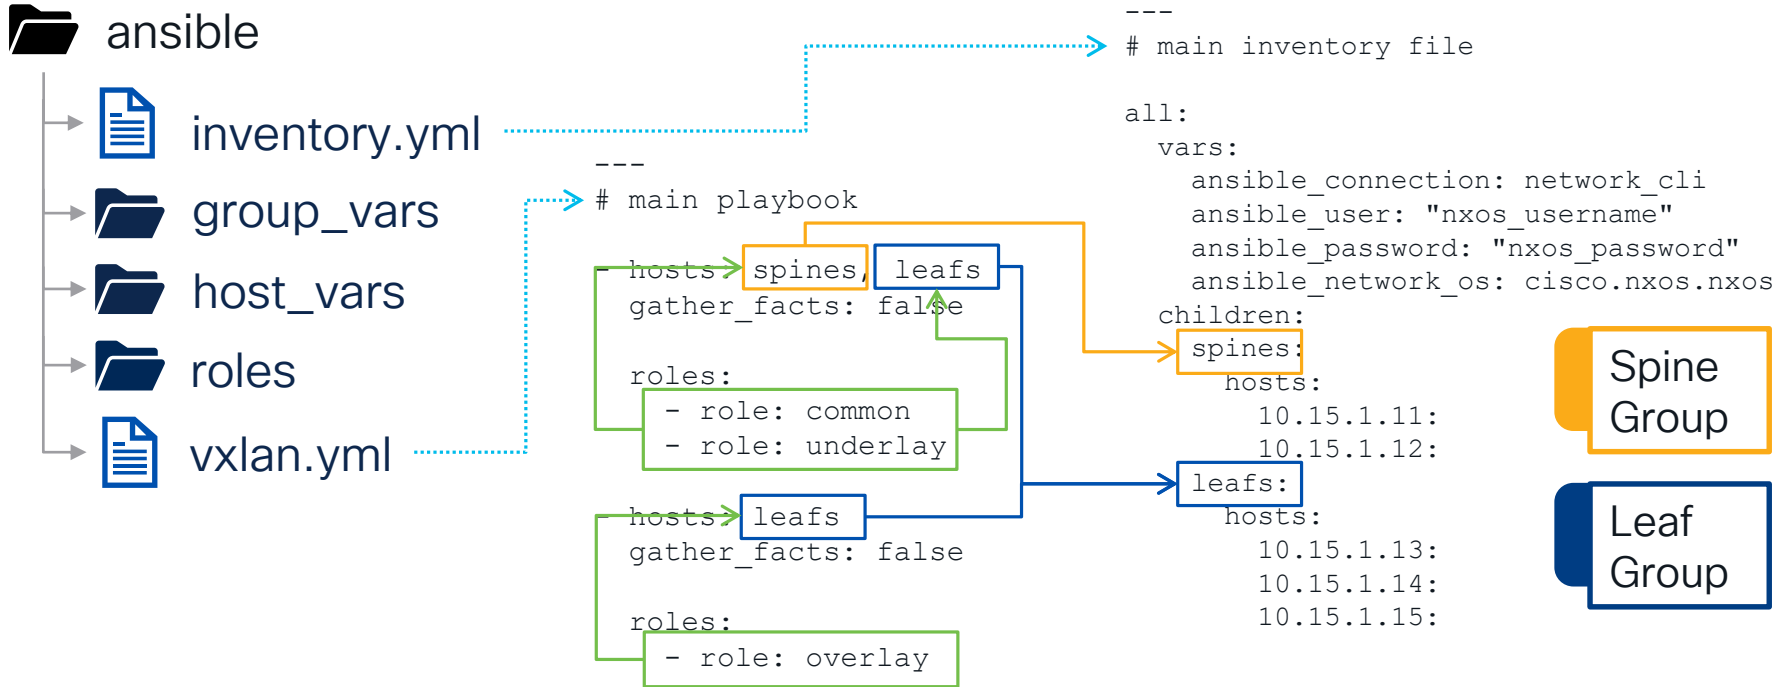 ansible
inventory.yml
group_vars
host_vars
roles
vxlan.yml
---
# main playbook
- hosts: spines, leafs
gather_facts: false
roles:
- role: common
- role: underlay
- hosts: leafs
gather_facts: false
roles:
- role: overlay
---
# main inventory file
all:
vars:
ansible_connection: network_cli
ansible_user: "nxos_username"
ansible_password: "nxos_password"
ansible_network_os: cisco.nxos.nxos
children:
spines:
hosts:
10.15.1.11:
10.15.1.12:
leafs:
hosts:
10.15.1.13:
10.15.1.14:
10.15.1.15:
Spine
Group
Leaf
Group